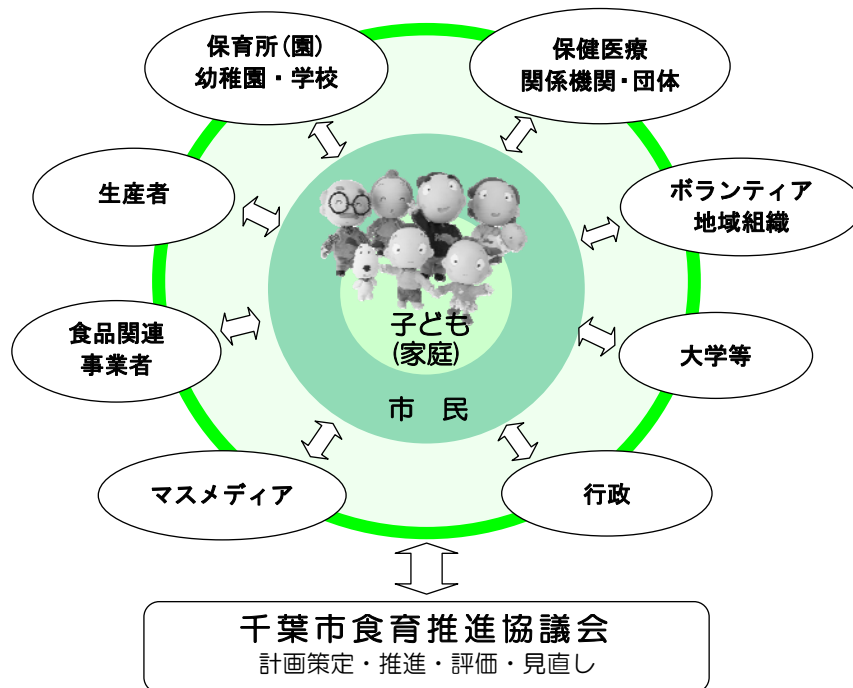 保育所(園)
幼稚園・学校
保健医療
関係機関・団体
生産者
ボランティア
地域組織
食品関連
事業者
子ども
(家庭)
大学等
市 民
マスメディア
行政
千葉市食育推進協議会
計画策定・推進・評価・見直し